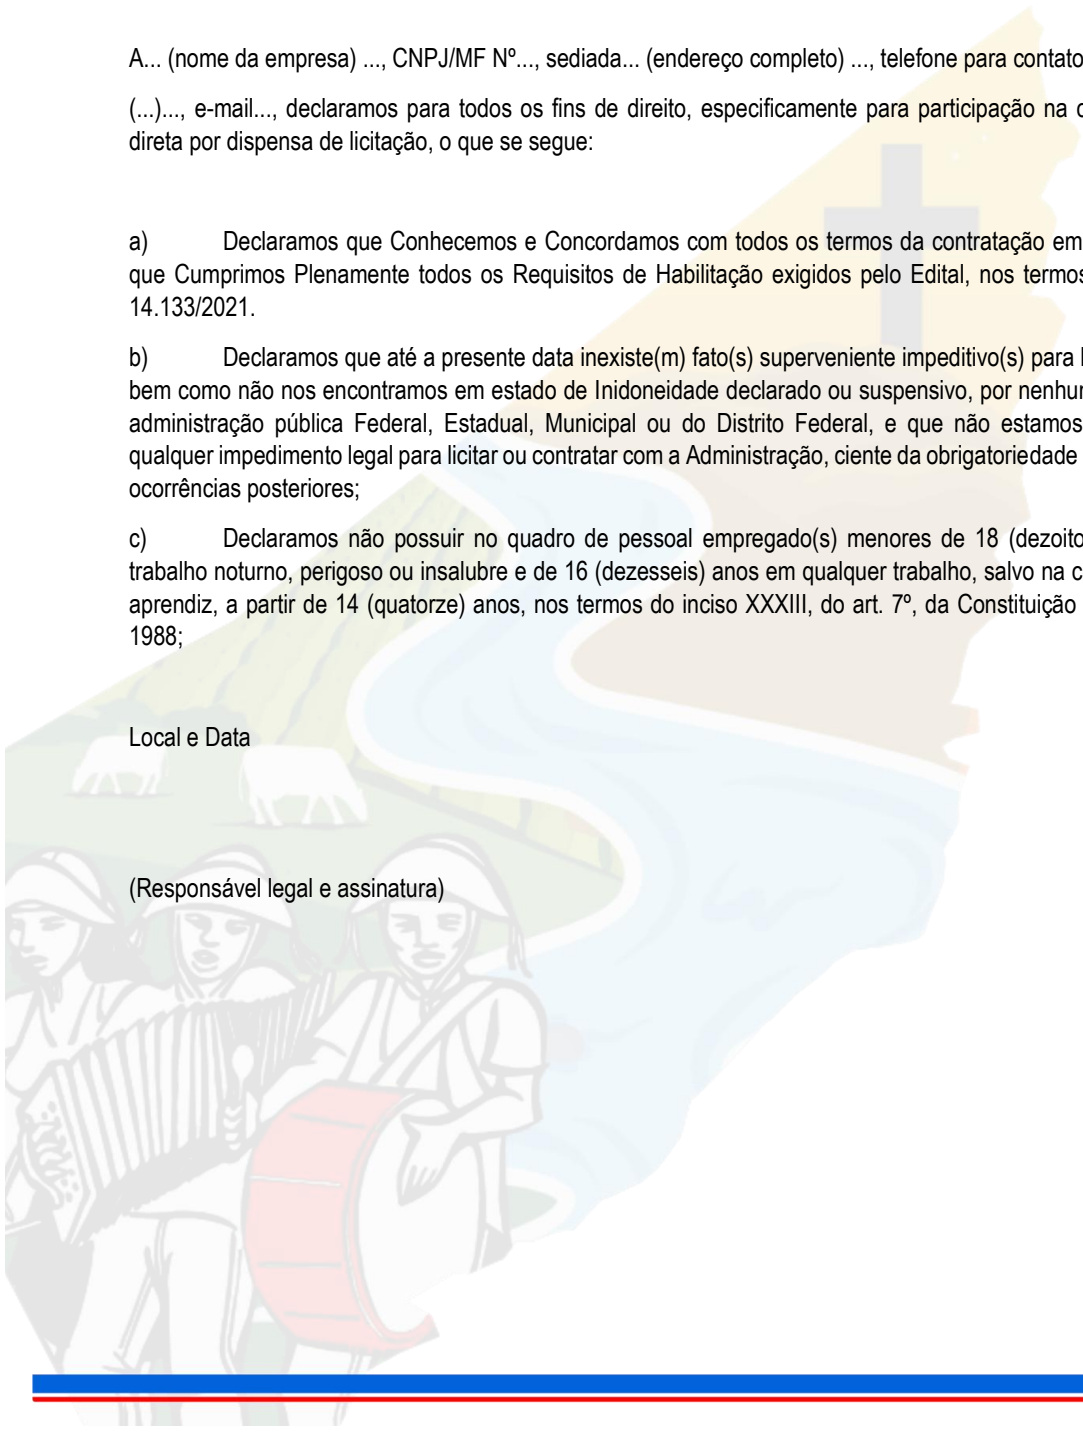 A... (nome da empresa) ..., CNPJ/MF Nº..., sediada... (endereço completo) ..., telefone para contato
(...)..., e-mail..., declaramos para todos os fins de direito, especificamente para participação na
direta por dispensa de licitação, o que se segue:
a) Declaramos que Conhecemos e Concordamos com todos os termos da contratação em
que Cumprimos Plenamente todos os Requisitos de Habilitação exigidos pelo Edital, nos termos
14.133/2021.
b) Declaramos que até a presente data inexiste(m) fato(s) superveniente impeditivo(s) para
bem como não nos encontramos em estado de Inidoneidade declarado ou suspensivo, por
administração pública Federal, Estadual, Municipal ou do Distrito Federal, e que não estamos
qualquer impedimento legal para licitar ou contratar com a Administração, ciente da obrigatoriedade
ocorrências posteriores;
c) Declaramos não possuir no quadro de pessoal empregado(s) menores de 18 (dezoito
trabalho noturno, perigoso ou insalubre e de 16 (dezesseis) anos em qualquer trabalho, salvo na
aprendiz, a partir de 14 (quatorze) anos, nos termos do inciso XXXIII, do art. 7º, da Constituição
1988;
Local e Data
(Responsável legal e assinatura)